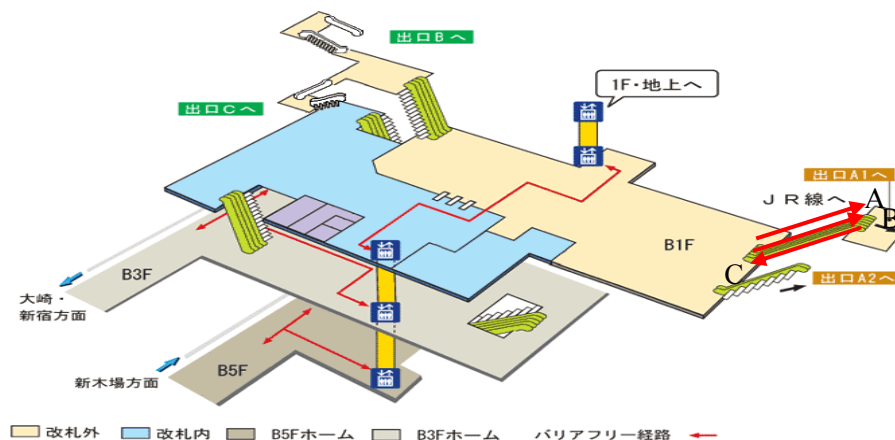 出口Bへ
1F・地上へ
出口Cへ
出口A1へ
JR線へ
A
B
B1F
C
出口A2へ
B3F
大崎・
新宿方面
B5F
新木場方面
改札外
改札内
B5Fホーム
B3Fホーム
バリアフリー経路